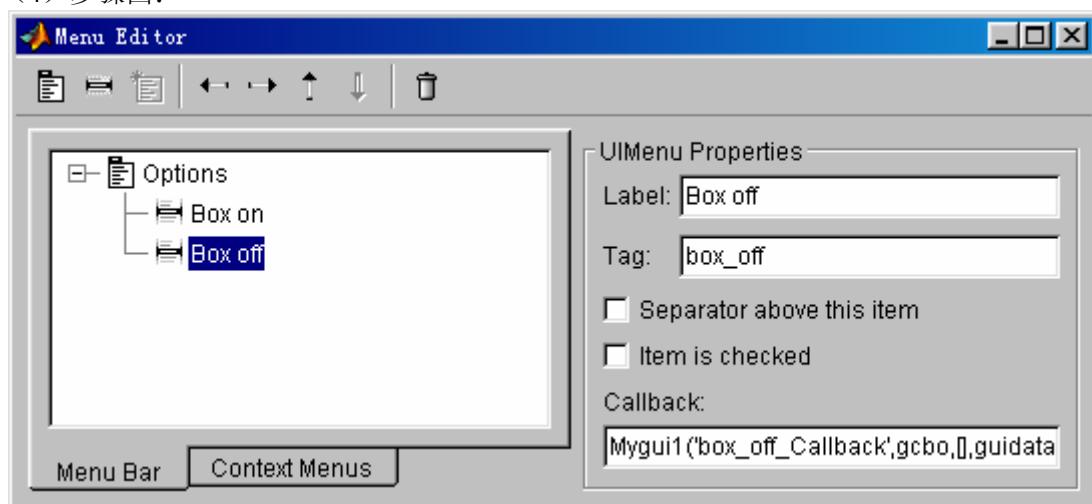 Menu Editor
Options
Box on
Box off
Menu Bar
Context Menus
UIMenu Properties
Label: Box off
Tag: box_off
Separator above this item
Item is checked
Callback:
Mygui1('box_off_Callback',gcbo,[],guidata